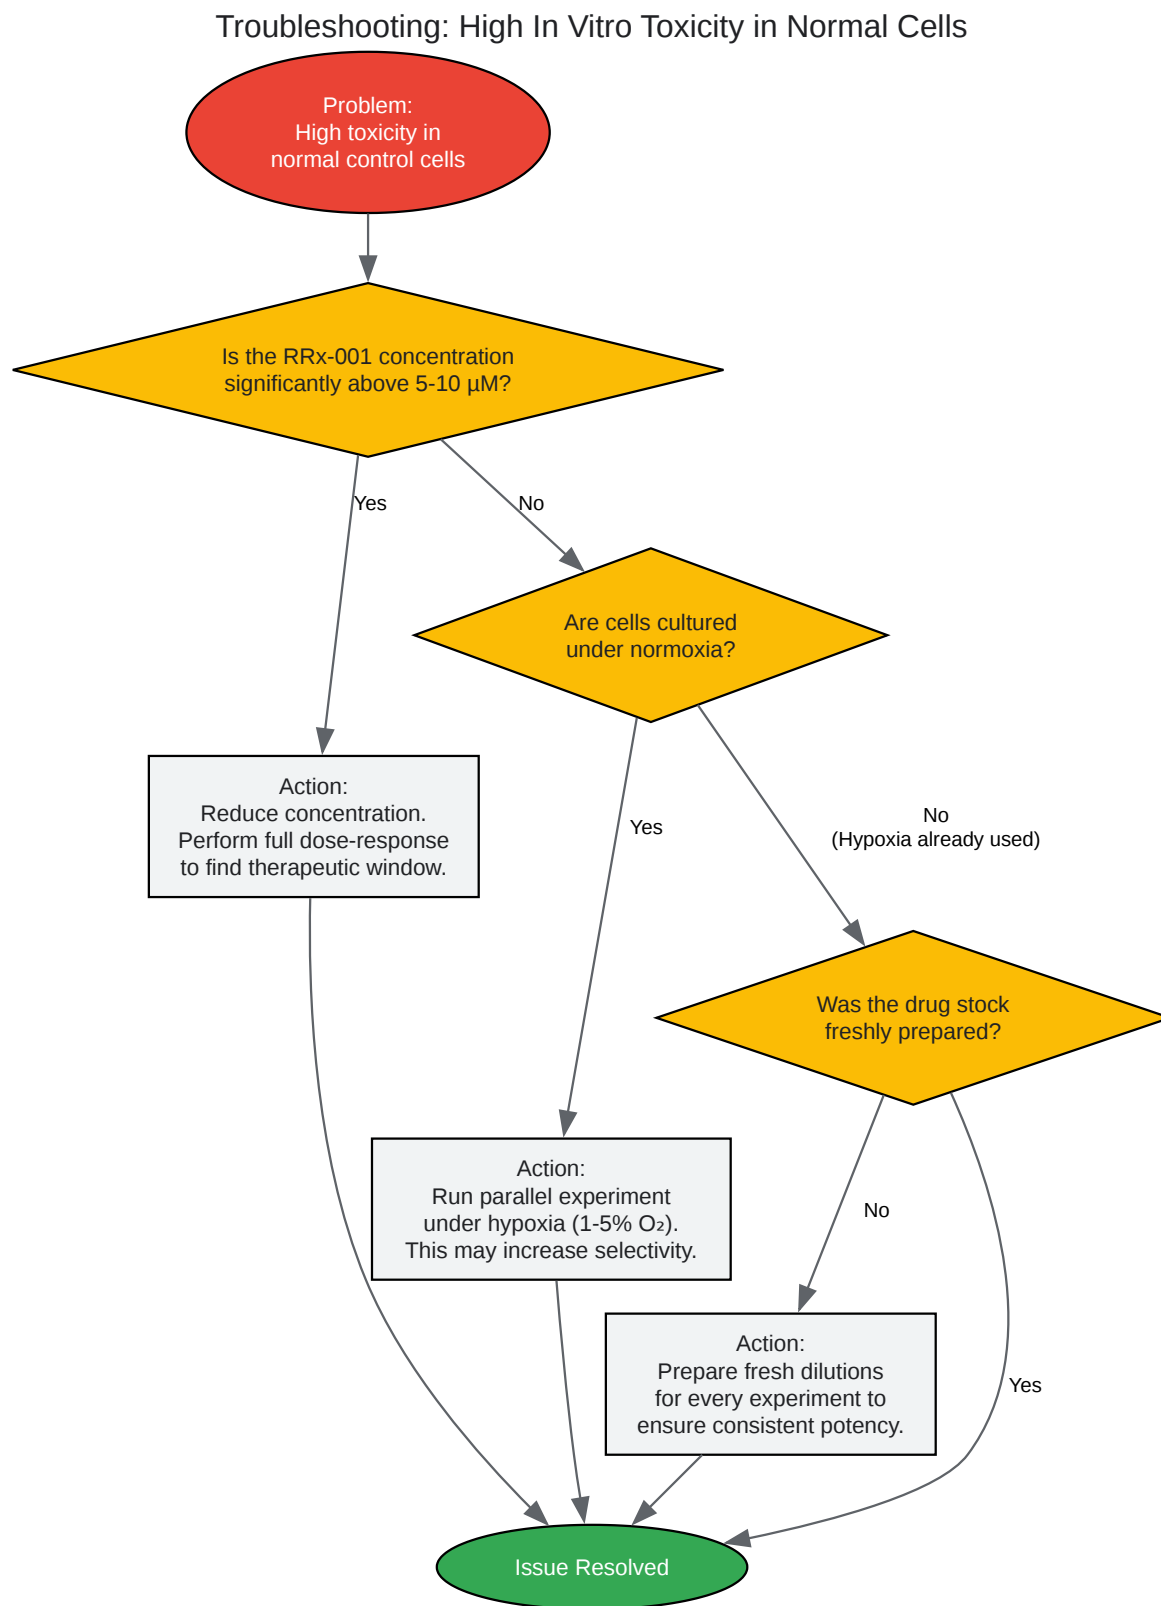 Troubleshooting: High In Vitro Toxicity in Normal Cells
Problem:
High toxicity in
normal control cells
Is the RRx-001 concentration
significantly above 5-10 µM?
Yes
No
Are cells cultured
under normoxia?
Action:
Reduce concentration.
Perform full dose-response
to find therapeutic window.
Yes
No
(Hypoxia already used)
Was the drug stock
freshly prepared?
Action:
Run parallel experiment
under hypoxia (1-5% O₂).
This may increase selectivity.
No
Action:
Prepare fresh dilutions
for every experiment to
ensure consistent potency.
Yes
Issue Resolved